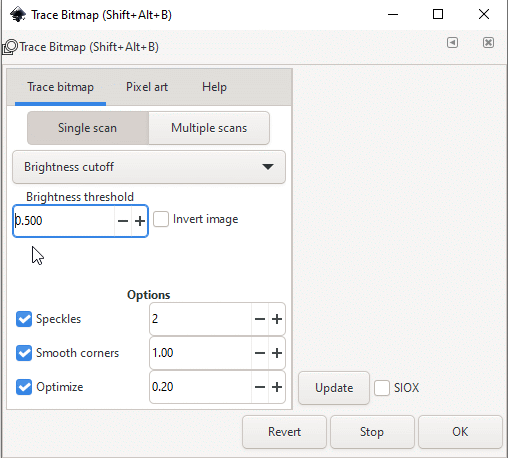 Trace Bitmap (Shift+Alt+B)
Trace Bitmap (Shift+Alt+B)
Trace bitmap Pixel art Help
Single scan Multiple scans
Brightness cutoff
Brightness threshold
0.500 Invert image
Options
Speckles 2
Smooth corners 1.00
Optimize 0.20
Update SIOX
Revert Stop OK